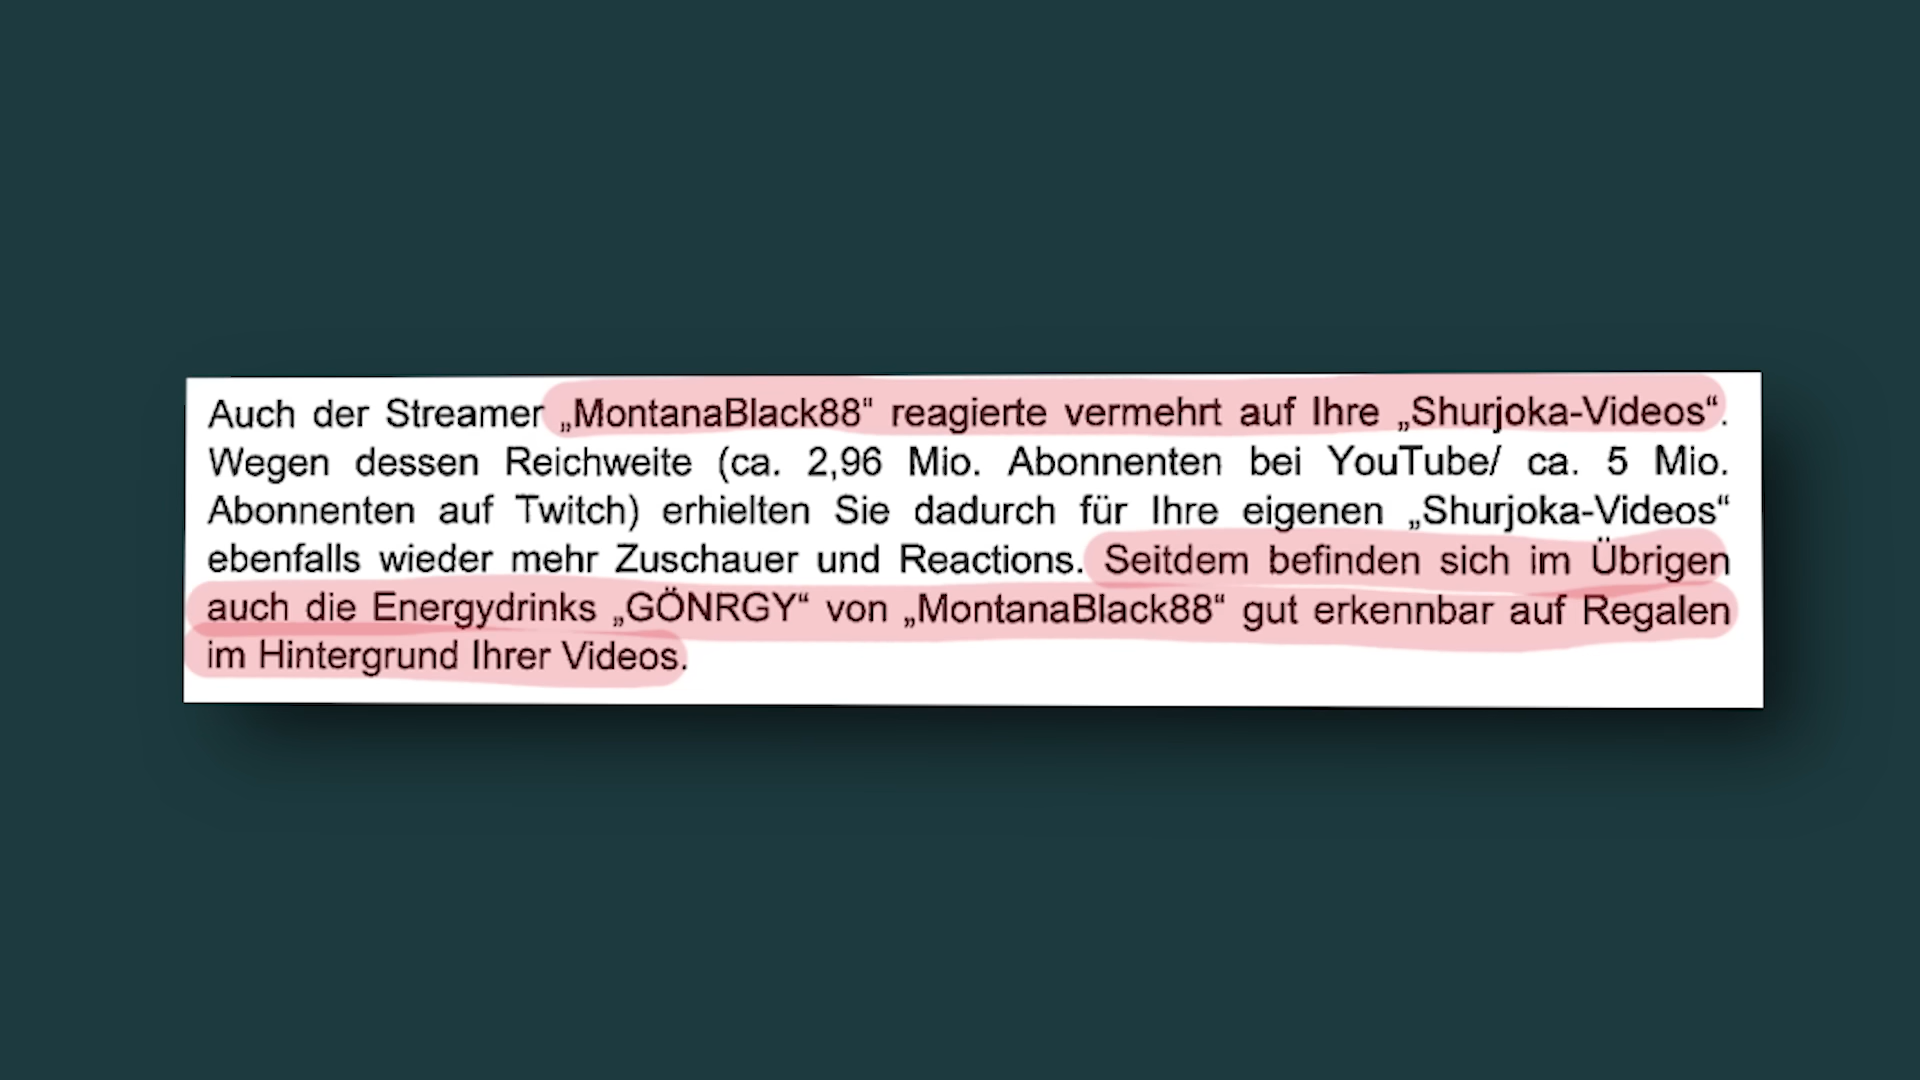 Auch der Streamer „MontanaBlack88“ reagierte vermehrt auf Ihre „Shurjoka-Videos“.
Wegen dessen Reichweite (ca. 2,96 Mio. Abonnenten bei YouTube/ ca. 5 Mio.
Abonnenten auf Twitch) erhielten Sie dadurch für Ihre eigenen „Shurjoka-Videos“
ebenfalls wieder mehr Zuschauer und Reactions. Seitdem befinden sich im Übrigen
auch die Energydrinks „GÖNRGY“ von „MontanaBlack88“ gut erkennbar auf Regalen
im Hintergrund Ihrer Videos.